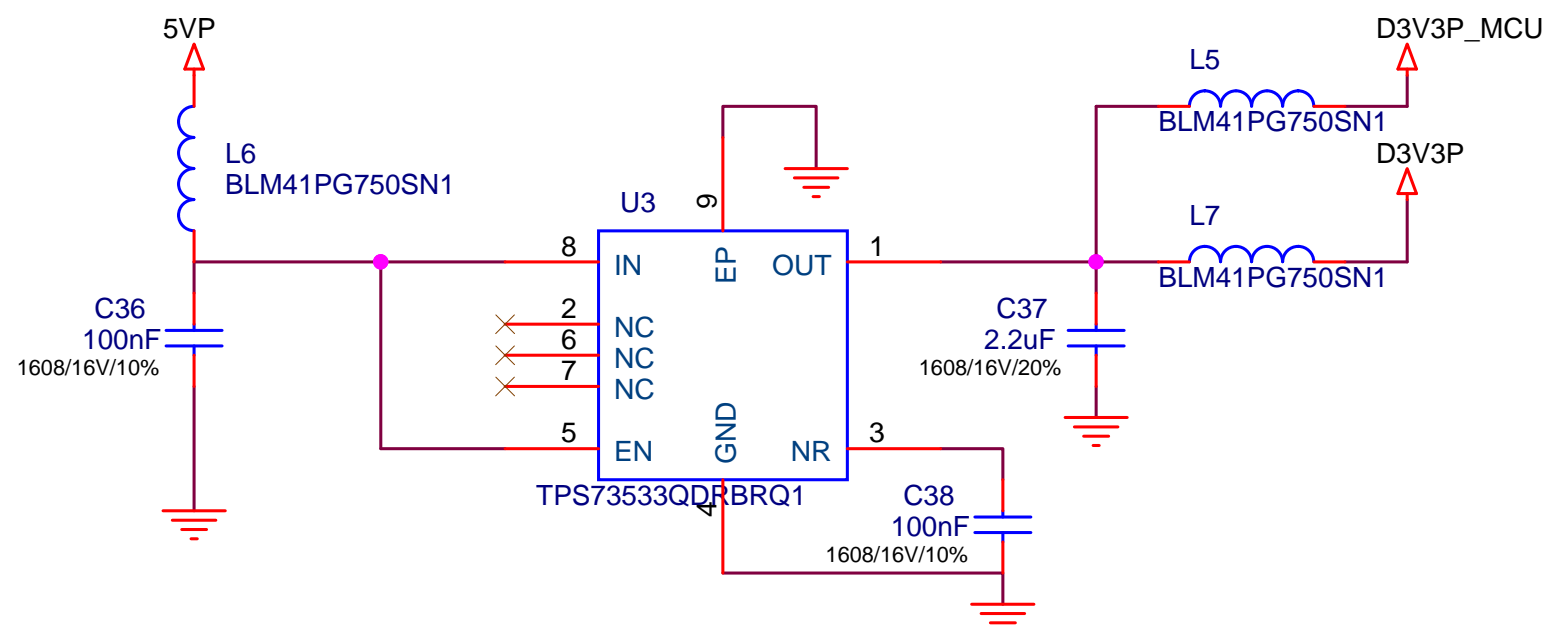 5VP
D3V3P_MCU
L5
BLM41PG750SN1
D3V3P
L6
BLM41PG750SN1
U3
9
L7
8
IN
EP
OUT
1
BLM41PG750SN1
C36
100nF
1608/16V/10%
2
NC
6
NC
7
NC
C37
2.2uF
1608/16V/20%
5
EN
GND
NR
3
TPS73533QDRBRQ1
4
C38
100nF
1608/16V/10%